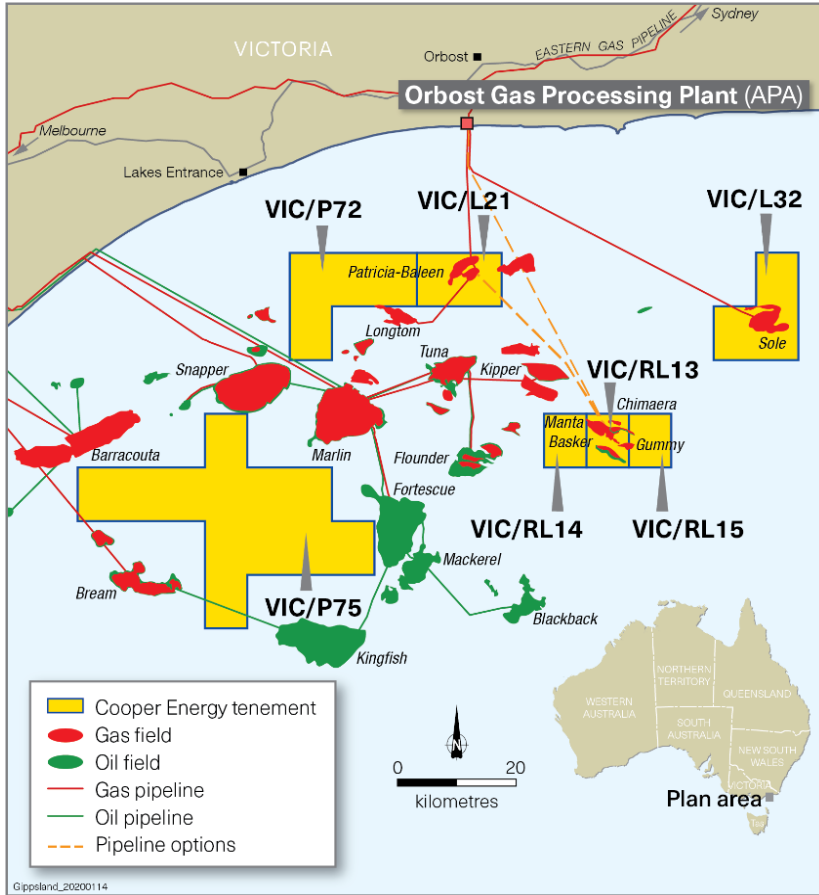 Sydney
VICTORIA
Orbost
EASTERN GAS PIPELINE
Orbost Gas Processing Plant (APA)
Melbourne
Lakes Entrance
VIC/P72
VIC/L21
VIC/L32
Patricia-Baleen
Longtom
Sole
Tuna
Snapper
Kipper
VIC/RL13
Chimaera
Manta
Basker
Gummy
Barracouta
Marlin
Flounder
Fortescue
VIC/RL14
VIC/RL15
Mackerel
Bream
VIC/P75
Blackback
Kingfish
Cooper Energy tenement
Gas field
Oil field
Gas pipeline
Oil pipeline
Pipeline options
N
0
20
kilometres
NORTHERN
TERRITORY
WESTERN
AUSTRALIA
QUEENSLAND
SOUTH
AUSTRALIA
NEW SOUTH
WALES
VICTORIA
Plan area
Tas
Gippsland_20200114